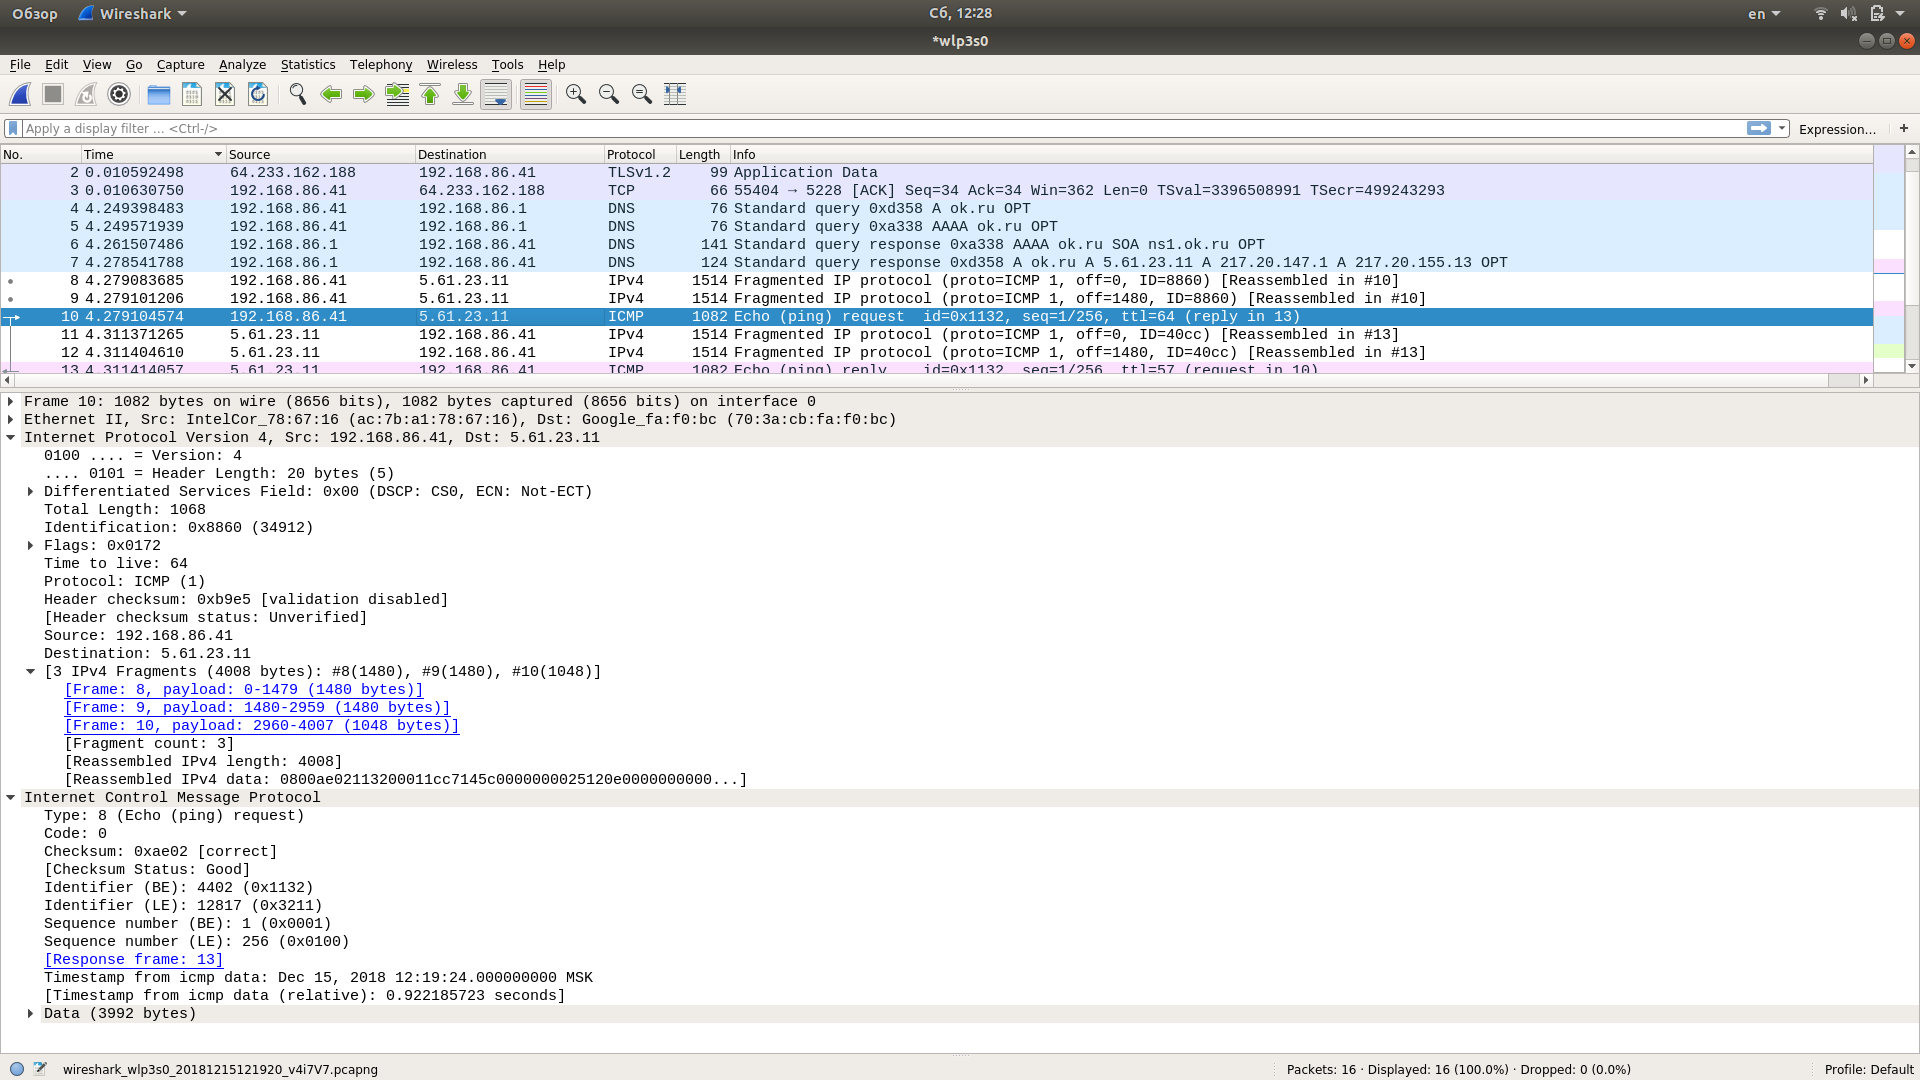 Обзор Wireshark Сб, 12:28 en
*wlp3s0
File Edit View Go Capture Analyze Statistics Telephony Wireless Tools Help
Apply a display filter ... <Ctrl-/> Expression... +
No. Time Source Destination Protocol Length Info
2 0.010592498 64.233.162.188 192.168.86.41 TLSv1.2 99 Application Data
3 0.010630750 192.168.86.41 64.233.162.188 TCP 66 55404 → 5228 [ACK] Seq=34 Ack=34 Win=362 Len=0 TSval=3396508991 TSecr=499243293
4 4.249398483 192.168.86.41 192.168.86.1 DNS 76 Standard query 0xd358 A ok.ru OPT
5 4.249571939 192.168.86.41 192.168.86.1 DNS 76 Standard query 0xa338 AAAA ok.ru OPT
6 4.261507486 192.168.86.1 192.168.86.41 DNS 141 Standard query response 0xa338 AAAA ok.ru SOA ns1.ok.ru OPT
7 4.278541788 192.168.86.1 192.168.86.41 DNS 124 Standard query response 0xd358 A ok.ru A 5.61.23.11 A 217.20.147.1 A 217.20.155.13 OPT
8 4.279083685 192.168.86.41 5.61.23.11 IPv4 1514 Fragmented IP protocol (proto=ICMP 1, off=0, ID=8860) [Reassembled in #10]
9 4.279101206 192.168.86.41 5.61.23.11 IPv4 1514 Fragmented IP protocol (proto=ICMP 1, off=1480, ID=8860) [Reassembled in #10]
10 4.279104574 192.168.86.41 5.61.23.11 ICMP 1082 Echo (ping) request id=0x1132, seq=1/256, ttl=64 (reply in 13)
11 4.311371265 5.61.23.11 192.168.86.41 IPv4 1514 Fragmented IP protocol (proto=ICMP 1, off=0, ID=40cc) [Reassembled in #13]
12 4.311404610 5.61.23.11 192.168.86.41 IPv4 1514 Fragmented IP protocol (proto=ICMP 1, off=1480, ID=40cc) [Reassembled in #13]
13 4.311414057 5.61.23.11 192.168.86.41 ICMP 1082 Echo (ping) reply id=0x1132, seq=1/256, ttl=57 (request in 10)
Frame 10: 1082 bytes on wire (8656 bits), 1082 bytes captured (8656 bits) on interface 0
Ethernet II, Src: IntelCor_78:67:16 (ac:7b:a1:78:67:16), Dst: Google_fa:f0:bc (70:3a:cb:fa:f0:bc)
Internet Protocol Version 4, Src: 192.168.86.41, Dst: 5.61.23.11
0100 .... = Version: 4
.... 0101 = Header Length: 20 bytes (5)
Differentiated Services Field: 0x00 (DSCP: CS0, ECN: Not-ECT)
Total Length: 1068
Identification: 0x8860 (34912)
Flags: 0x0172
Time to live: 64
Protocol: ICMP (1)
Header checksum: 0xb9e5 [validation disabled]
[Header checksum status: Unverified]
Source: 192.168.86.41
Destination: 5.61.23.11
[3 IPv4 Fragments (4008 bytes): #8(1480), #9(1480), #10(1048)]
[Frame: 8, payload: 0-1479 (1480 bytes)]
[Frame: 9, payload: 1480-2959 (1480 bytes)]
[Frame: 10, payload: 2960-4007 (1048 bytes)]
[Fragment count: 3]
[Reassembled IPv4 length: 4008]
[Reassembled IPv4 data: 0800ae02113200011cc7145c0000000025120e0000000000...]
Internet Control Message Protocol
Type: 8 (Echo (ping) request)
Code: 0
Checksum: 0xae02 [correct]
[Checksum Status: Good]
Identifier (BE): 4402 (0x1132)
Identifier (LE): 12817 (0x3211)
Sequence number (BE): 1 (0x0001)
Sequence number (LE): 256 (0x0100)
[Response frame: 13]
Timestamp from icmp data: Dec 15, 2018 12:19:24.000000000 MSK
[Timestamp from icmp data (relative): 0.922185723 seconds]
Data (3992 bytes)
wireshark_wlp3s0_20181215121920_v4i7V7.pcapng Packets: 16 · Displayed: 16 (100.0%) · Dropped: 0 (0.0%) Profile: Default